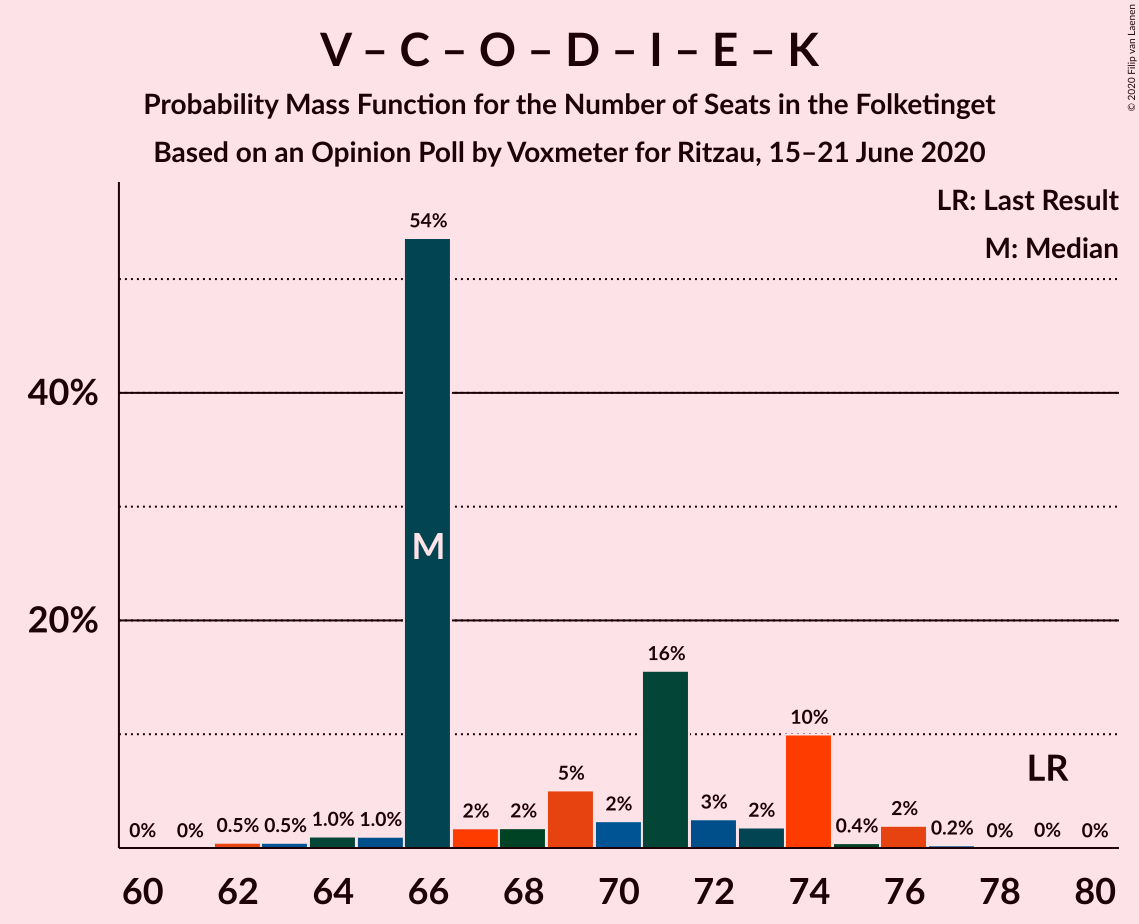 V – C – O – D – I – E – K
Probability Mass Function for the Number of Seats in the Folketinget
Based on an Opinion Poll by Voxmeter for Ritzau, 15–21 June 2020
© 2020 Filip van Laenen
LR: Last Result
M: Median
40%
20%
54%
M
16%
10%
LR
0% 0% 0.5% 0.5% 1.0% 1.0% 2% 2% 5% 2% 3% 2% 0.4% 2% 0.2% 0% 0% 0%
60 62 64 66 68 70 72 74 76 78 80